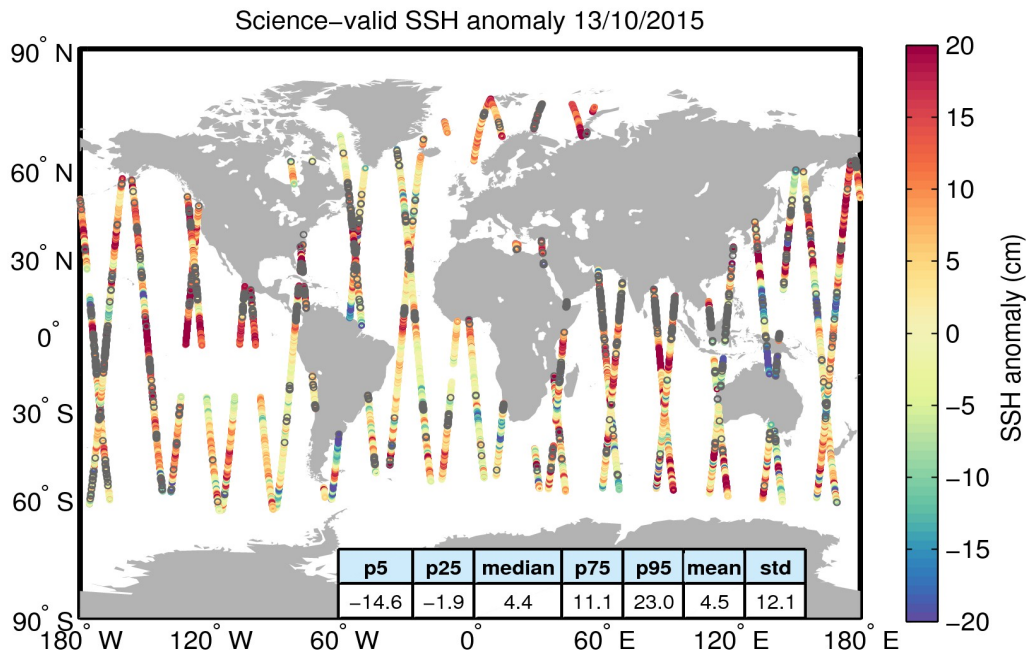 Science−valid SSH anomaly 13/10/2015
90° N
60° N
30° N
0°
30° S
60° S
90° S
180° W
120° W
60° W
0°
60° E
120° E
180° E
p5 p25 median p75 p95 mean std
−14.6 −1.9 4.4 11.1 23.0 4.5 12.1
20
15
10
5
0
−5
−10
−15
−20
SSH anomaly (cm)